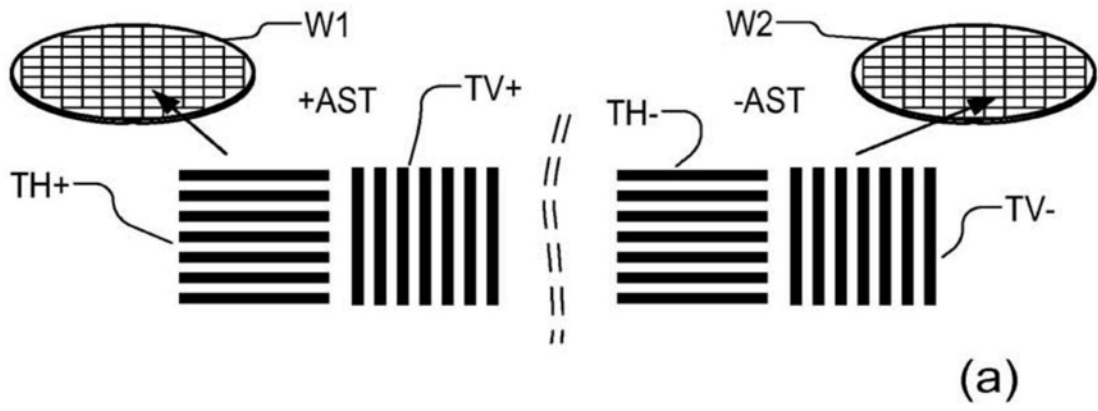 W1
W2
+AST
TV+
TH-
-AST
TH+
TV-
(a)